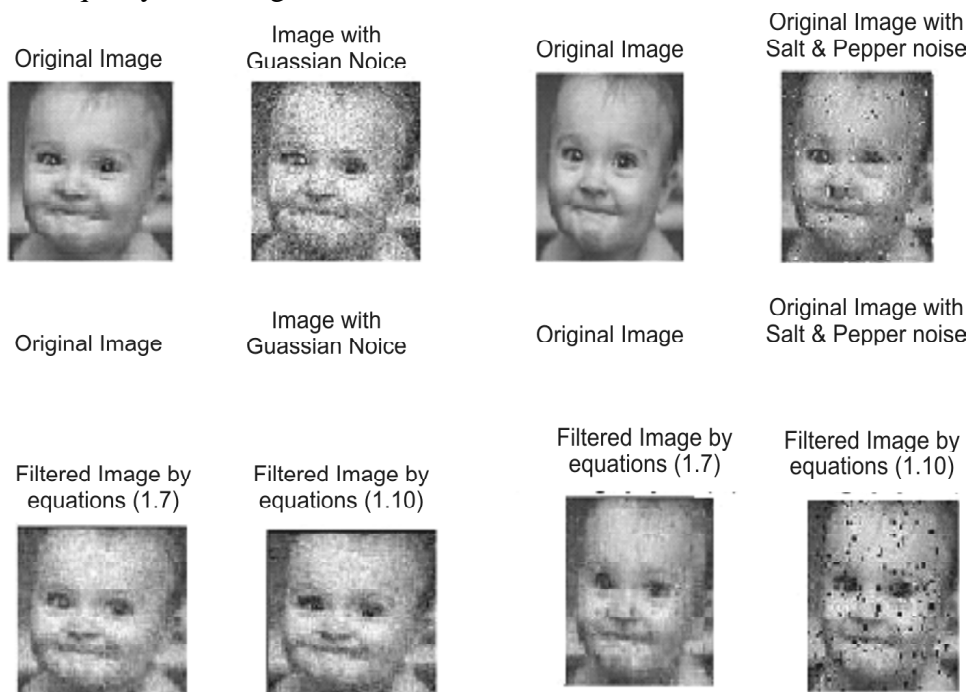 Original Image
Image with
Guassian Noice
Original Image
Original Image with
Salt & Pepper noise
Original Image
Image with
Guassian Noice
Original Image
Original Image with
Salt & Pepper noise
Filtered Image by
equations (1.7)
Filtered Image by
equations (1.10)
Filtered Image by
equations (1.7)
Filtered Image by
equations (1.10)